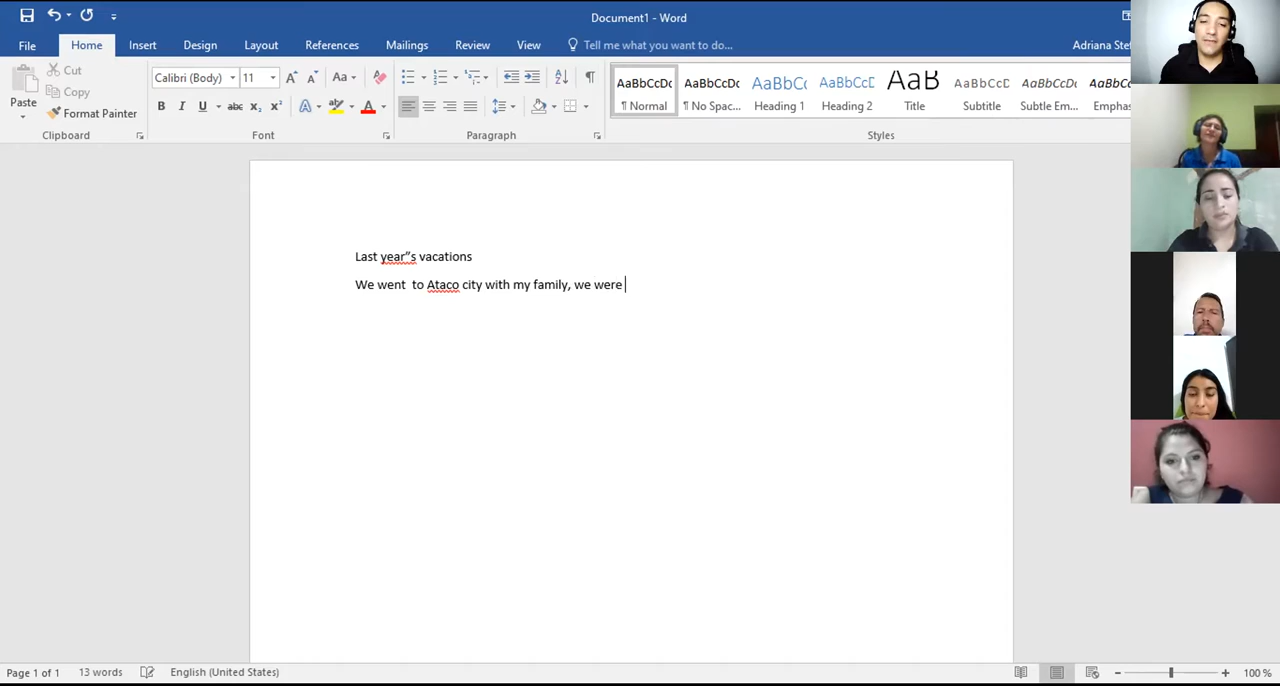 Document1 - Word
File Home Insert Design Layout References Mailings Review View Tell me what you want to do... Adriana Stef
Paste Cut Copy Format Painter
Calibri (Body) 11
AaBbCcDc AaBbCcDc AaBbCc AaBbCcE AaB AaBbCcD AaBbCcDc AaBbCcDc
¶ Normal ¶ No Spac... Heading 1 Heading 2 Title Subtitle Subtle Em... Emphas
Clipboard Font Paragraph Styles
Last year”s vacations
We went  to Ataco city with my family, we were
Page 1 of 1 13 words English (United States) 100 %